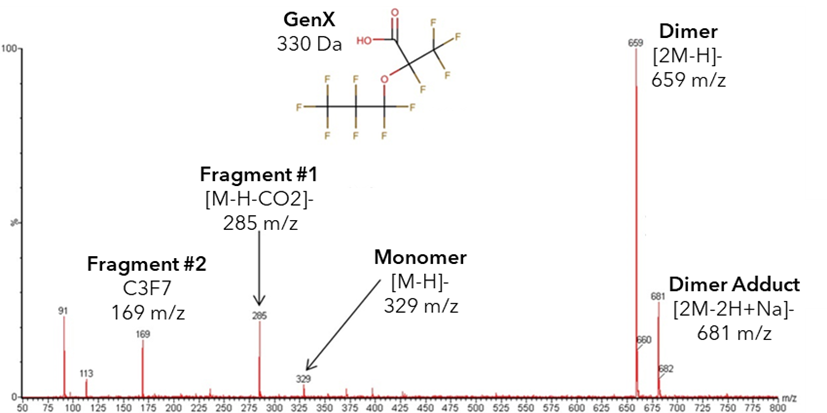 GenX
330 Da
O
HO
F
F
F
F
O
F
F
F
F
F
F
F
F
Dimer
[2M-H]-
659 m/z
100
659
Fragment #1
[M-H-CO2]-
285 m/z
%
Fragment #2
C3F7
169 m/z
Monomer
[M-H]-
329 m/z
Dimer Adduct
[2M-2H+Na]-
681 m/z
91
113
169
285
329
660
681
682
0
50 75 100 125 150 175 200 225 250 275 300 325 350 375 400 425 450 475 500 525 550 575 600 625 650 675 700 725 750 775 800 m/z